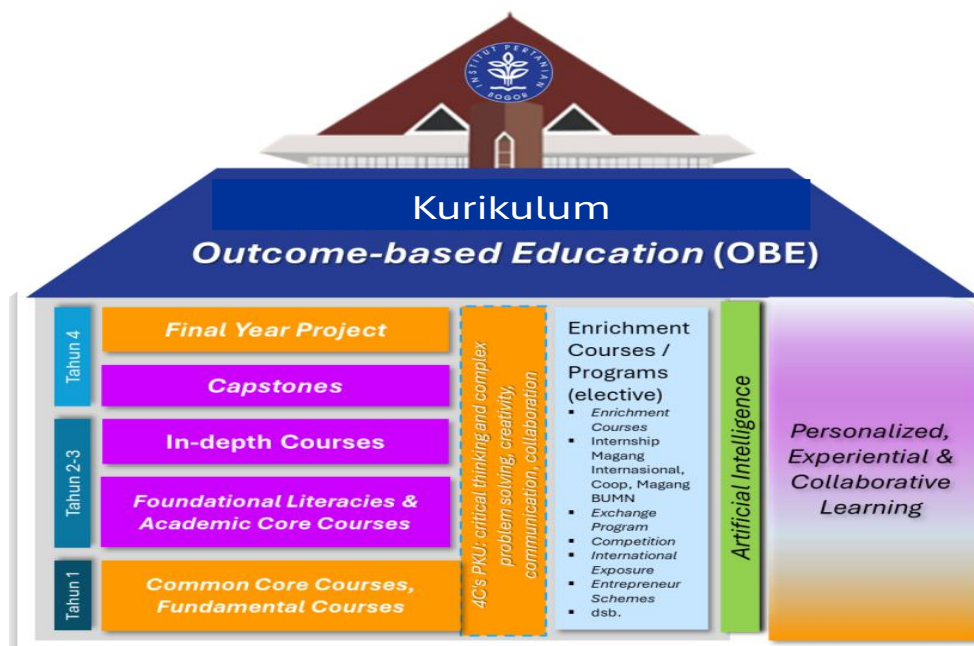 INSTITUT PERTANIAN
BOGOR
Kurikulum
Outcome-based Education (OBE)
Tahun 4
Final Year Project
Capstones
Tahun 2-3
In-depth Courses
Foundational Literacies &
Academic Core Courses
Tahun 1
Common Core Courses,
Fundamental Courses
4C's PKU: critical thinking and complex
problem solving, creativity,
communication, collaboration
Enrichment
Courses /
Programs
(elective)
▪ Enrichment
Courses
▪ Internship
Magang
Internasional,
Coop, Magang
BUMN
▪ Exchange
Program
▪ Competition
▪ International
Exposure
▪ Entrepreneur
Schemes
▪ dsb.
Artificial Intelligence
Personalized,
Experiential &
Collaborative
Learning